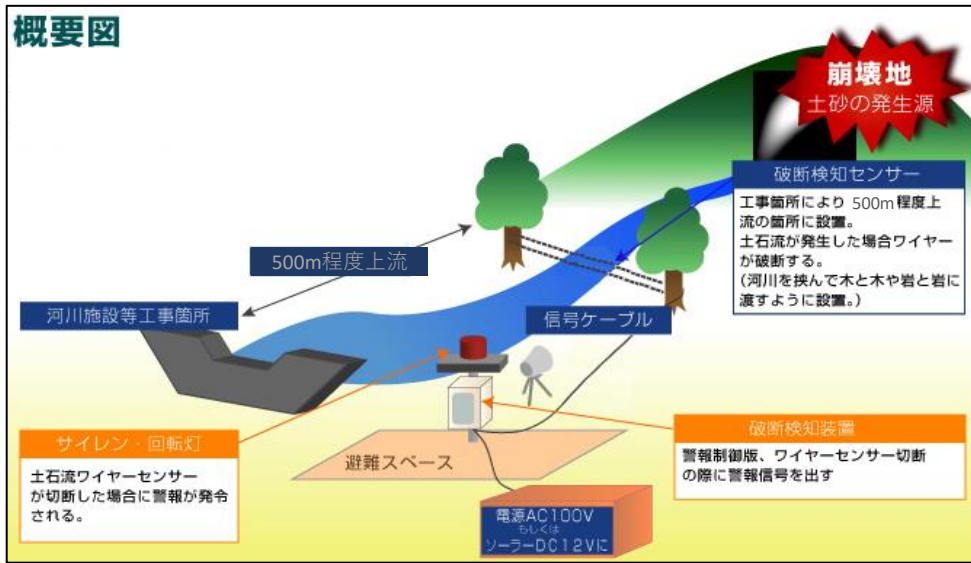 概要図
崩壊地
土砂の発生源
破断検知センサー
工事箇所により 500m程度上
流の箇所に設置。
土石流が発生した場合ワイヤー
が破断する。
(河川を挟んで木と木や岩と岩に
渡すように設置。)
500m程度上流
河川施設等工事箇所
信号ケーブル
サイレン・回転灯
土石流ワイヤーセンサー
が切断した場合に警報が発令
される。
避難スペース
破断検知装置
警報制御版、ワイヤーセンサー切断
の際に警報信号を出す
電源AC100V
もしくは
ソーラーDC12Vに